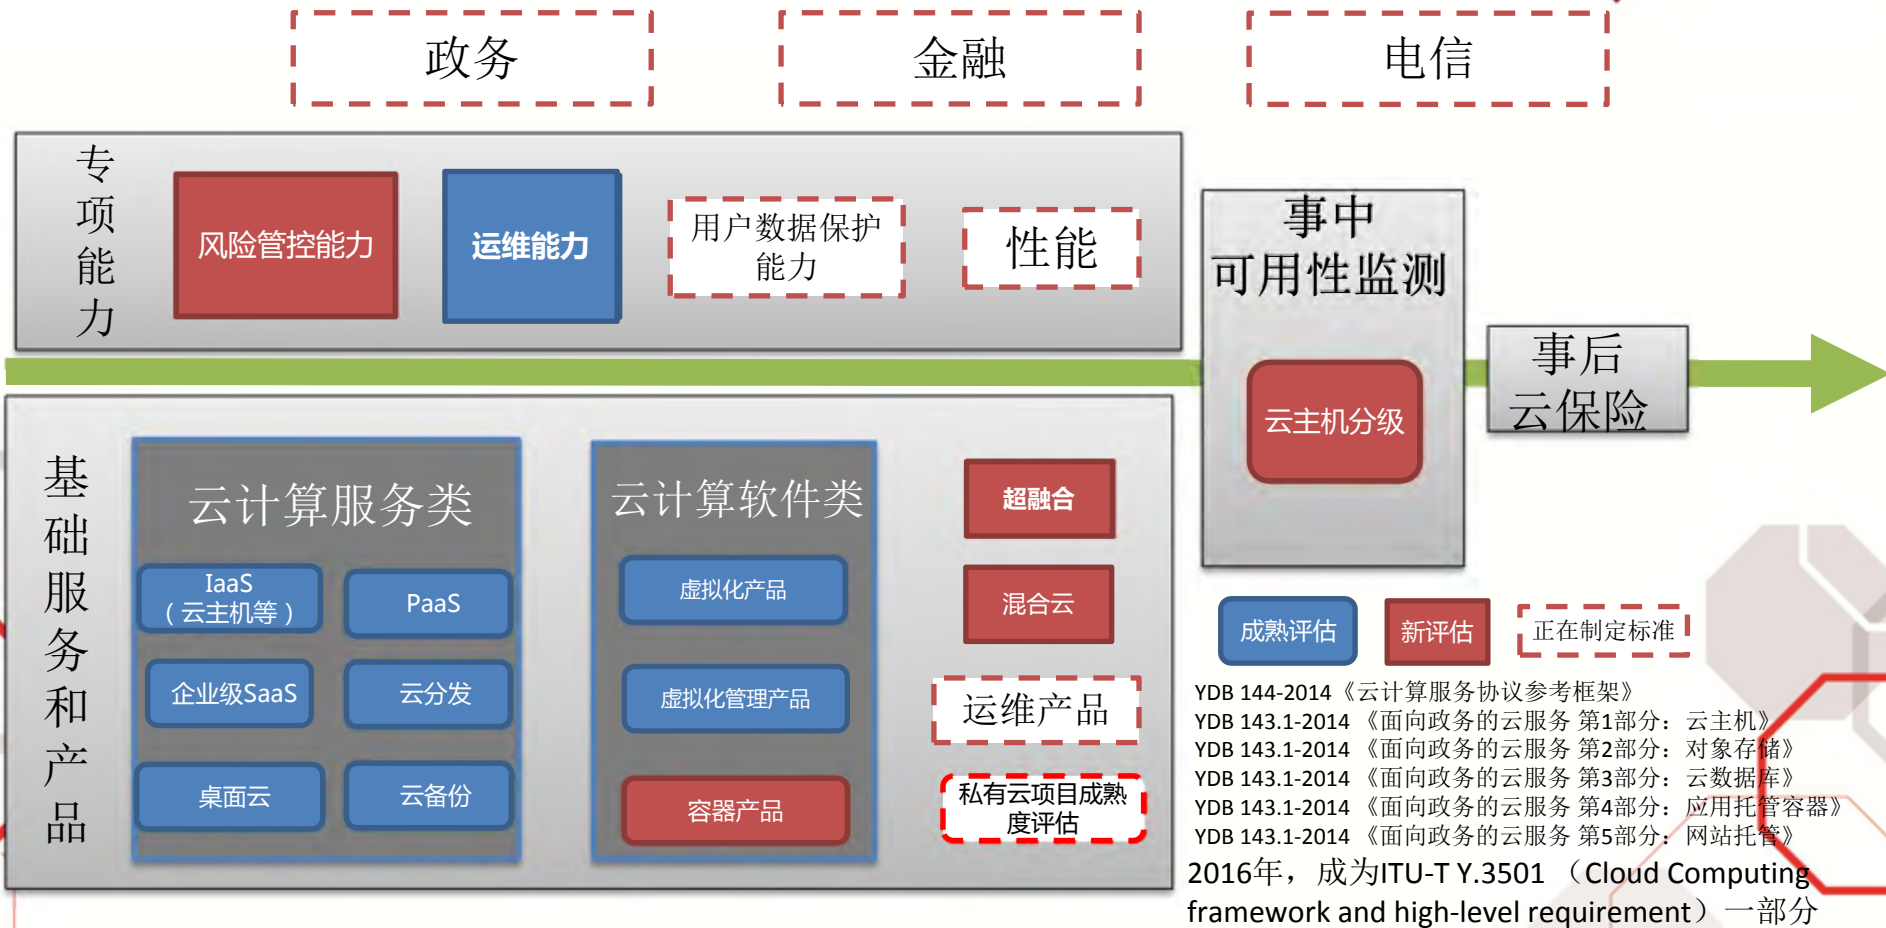 政务
金融
电信
专项能力
风险管控能力
运维能力
用户数据保护
能力
性能
事中
可用性监测
云主机分级
事后
云保险
基础服务和产品
云计算服务类
IaaS
（云主机等）
PaaS
企业级SaaS
云分发
桌面云
云备份
云计算软件类
虚拟化产品
虚拟化管理产品
容器产品
超融合
混合云
运维产品
私有云项目成熟
度评估
成熟评估
新评估
正在制定标准
YDB 144-2014《云计算服务协议参考框架》
YDB 143.1-2014 《面向政务的云服务 第1部分：云主机》
YDB 143.1-2014 《面向政务的云服务 第2部分：对象存储》
YDB 143.1-2014 《面向政务的云服务 第3部分：云数据库》
YDB 143.1-2014 《面向政务的云服务 第4部分：应用托管容器》
YDB 143.1-2014 《面向政务的云服务 第5部分：网站托管》
2016年，成为ITU-T Y.3501 （Cloud Computing
framework and high-level requirement）一部分